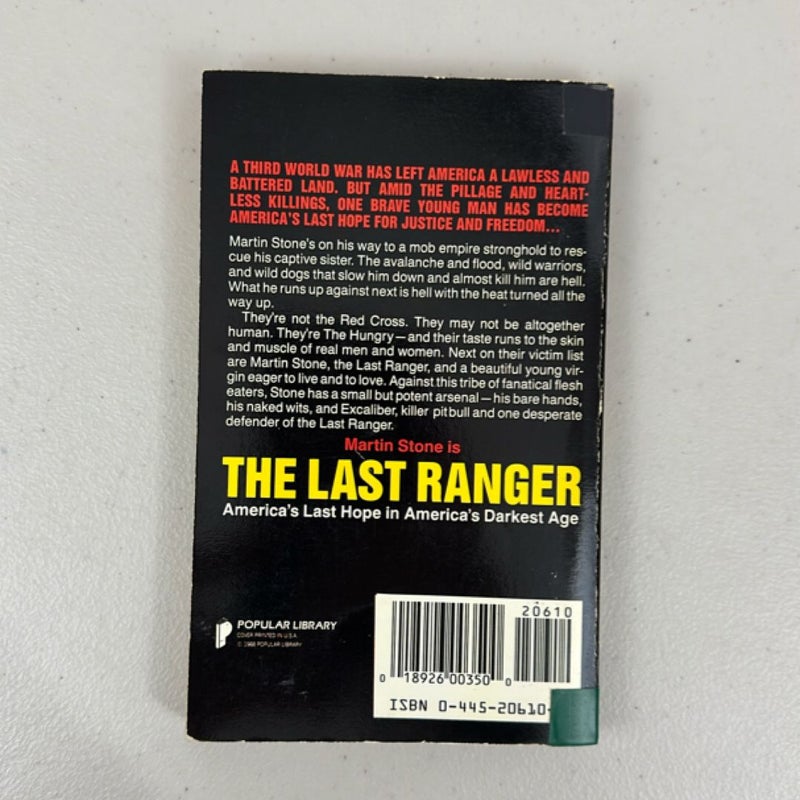 A THIRD WORLD WAR HAS LEFT AMERICA A LAWLESS AND
BATTERED LAND. BUT AMID THE PILLAGE AND HEART-
LESS KILLINGS, ONE BRAVE YOUNG MAN HAS BECOME
AMERICA'S LAST HOPE FOR JUSTICE AND FREEDOM...
Martin Stone's on his way to a mob empire stronghold to res-
cue his captive sister. The avalanche and flood, wild warriors,
and wild dogs that slow him down and almost kill him are hell.
What he runs up against next is hell with the heat turned all the
way up.
They're not the Red Cross. They may not be altogether
human. They're The Hungry—and their taste runs to the skin
and muscle of real men and women. Next on their victim list
are Martin Stone, the Last Ranger, and a beautiful young vir-
gin eager to live and to love. Against this tribe of fanatical flesh
eaters, Stone has a small but potent arsenal—his bare hands,
his naked wits, and Excaliber, killer pitbull and one desperate
defender of the Last Ranger.
Martin Stone is
THE LAST RANGER
America's Last Hope in America's Darkest Age
20610
POPULAR LIBRARY
COVER PRINTED IN U.S.A.
© 1988 POPULAR LIBRARY
0 18926 00350 0
ISBN 0-445-20610-